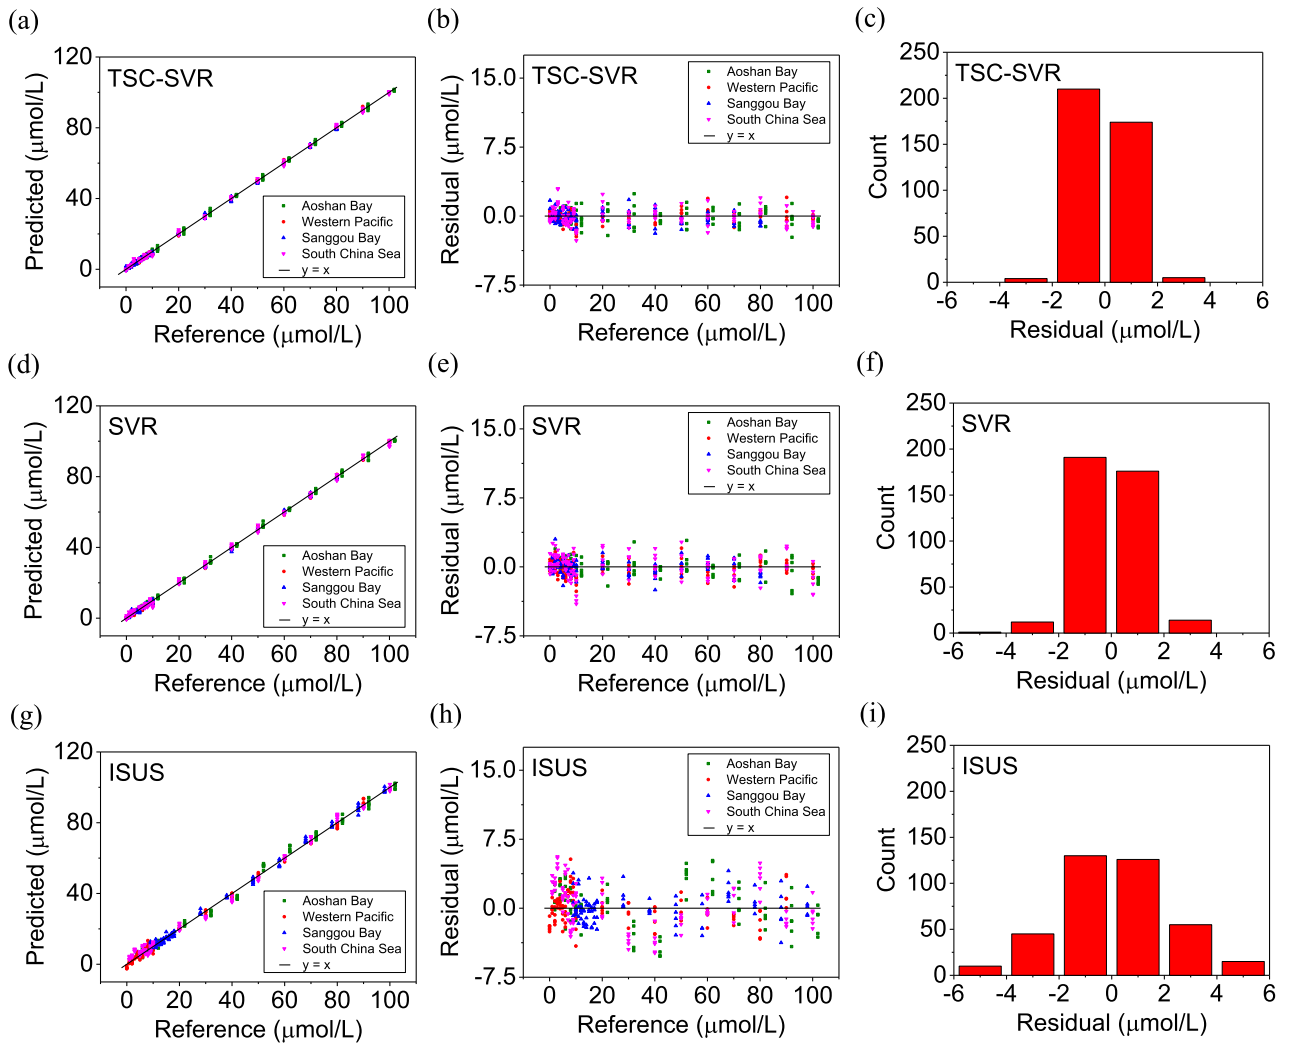 (a)
Predicted (μmol/L)
120
80
40
0
TSC-SVR
Aoshan Bay
Western Pacific
Sanggou Bay
South China Sea
y = x
0 20 40 60 80 100
Reference (μmol/L)
(b)
Residual (μmol/L)
15.0
7.5
0.0
-7.5
TSC-SVR
Aoshan Bay
Western Pacific
Sanggou Bay
South China Sea
y = x
0 20 40 60 80 100
Reference (μmol/L)
(c)
Count
250
200
150
100
50
0
TSC-SVR
-6 -4 -2 0 2 4 6
Residual (μmol/L)
(d)
Predicted (μmol/L)
120
80
40
0
SVR
Aoshan Bay
Western Pacific
Sanggou Bay
South China Sea
y = x
0 20 40 60 80 100
Reference (μmol/L)
(e)
Residual (μmol/L)
15.0
7.5
0.0
-7.5
SVR
Aoshan Bay
Western Pacific
Sanggou Bay
South China Sea
y = x
0 20 40 60 80 100
Reference (μmol/L)
(f)
Count
250
200
150
100
50
0
SVR
-6 -4 -2 0 2 4 6
Residual (μmol/L)
(g)
Predicted (μmol/L)
120
80
40
0
ISUS
Aoshan Bay
Western Pacific
Sanggou Bay
South China Sea
y = x
0 20 40 60 80 100
Reference (μmol/L)
(h)
Residual (μmol/L)
15.0
7.5
0.0
-7.5
ISUS
Aoshan Bay
Western Pacific
Sanggou Bay
South China Sea
y = x
0 20 40 60 80 100
Reference (μmol/L)
(i)
Count
250
200
150
100
50
0
ISUS
-6 -4 -2 0 2 4 6
Residual (μmol/L)